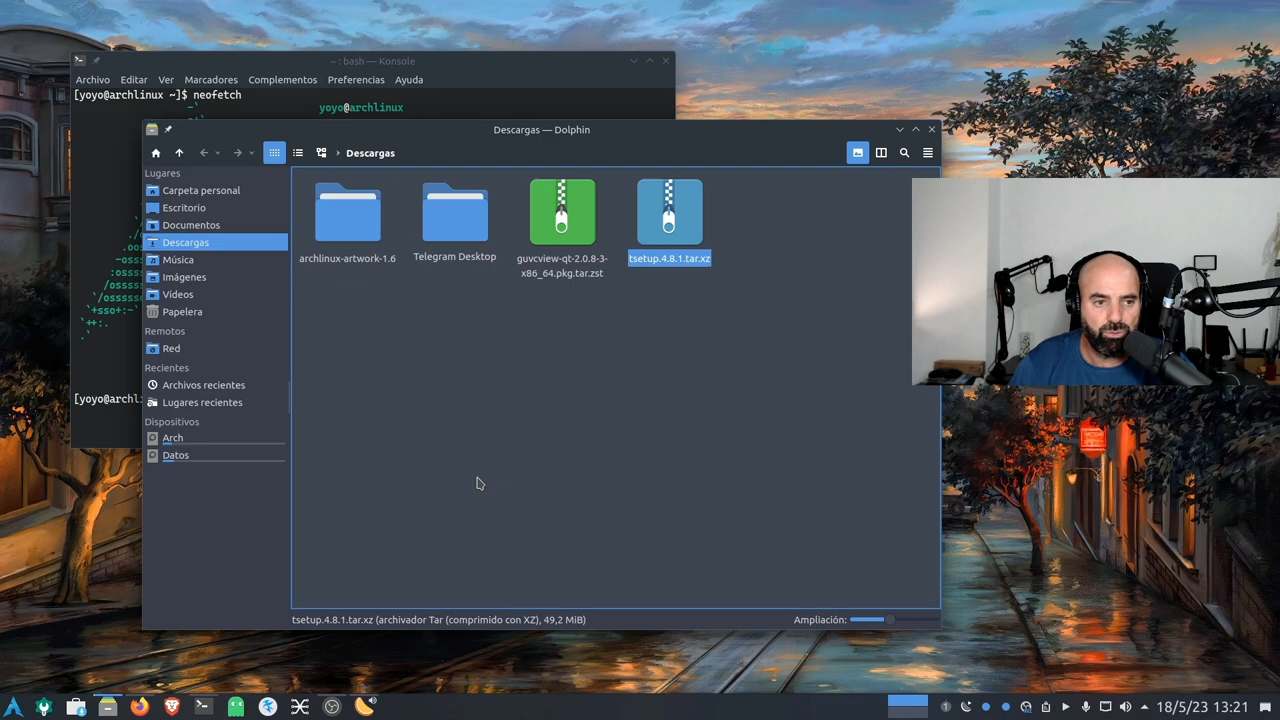 ~ : bash — Konsole
Archivo Editar Ver Marcadores Complementos Preferencias Ayuda
[yoyo@archlinux ~]$ neofetch
yoyo@archlinux
Descargas — Dolphin
Descargas
Lugares
Carpeta personal
Escritorio
Documentos
Descargas
Música
Imágenes
Vídeos
Papelera
Remotos
Red
Recientes
Archivos recientes
Lugares recientes
Dispositivos
Arch
Datos
archlinux-artwork-1.6
Telegram Desktop
guvcview-qt-2.0.8-3-
x86_64.pkg.tar.zst
tsetup.4.8.1.tar.xz
[yoyo@archl
tsetup.4.8.1.tar.xz (archivador Tar (comprimido con XZ), 49,2 MiB)
Ampliación:
18/5/23 13:21